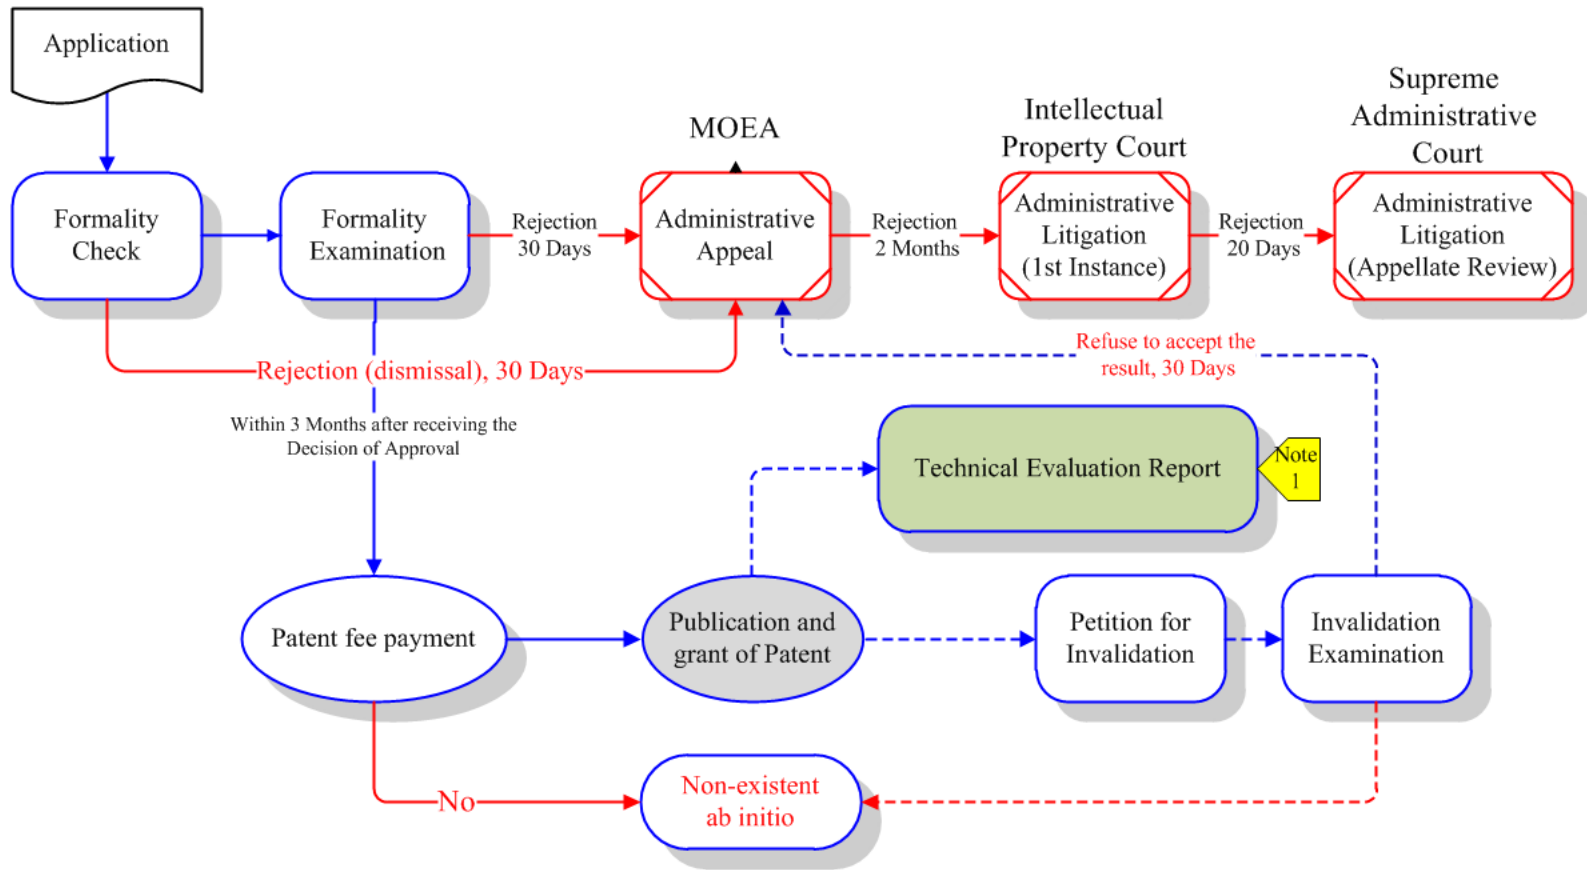 Application
MOEA
Intellectual
Property Court
Supreme
Administrative
Court
Formality
Check
Formality
Examination
Rejection
30 Days
Administrative
Appeal
Rejection
2 Months
Administrative
Litigation
(1st Instance)
Rejection
20 Days
Administrative
Litigation
(Appellate Review)
Rejection (dismissal), 30 Days
Refuse to accept the
result, 30 Days
Within 3 Months after receiving the
Decision of Approval
Technical Evaluation Report
Note
1
Patent fee payment
Publication and
grant of Patent
Petition for
Invalidation
Invalidation
Examination
No
Non-existent
ab initio